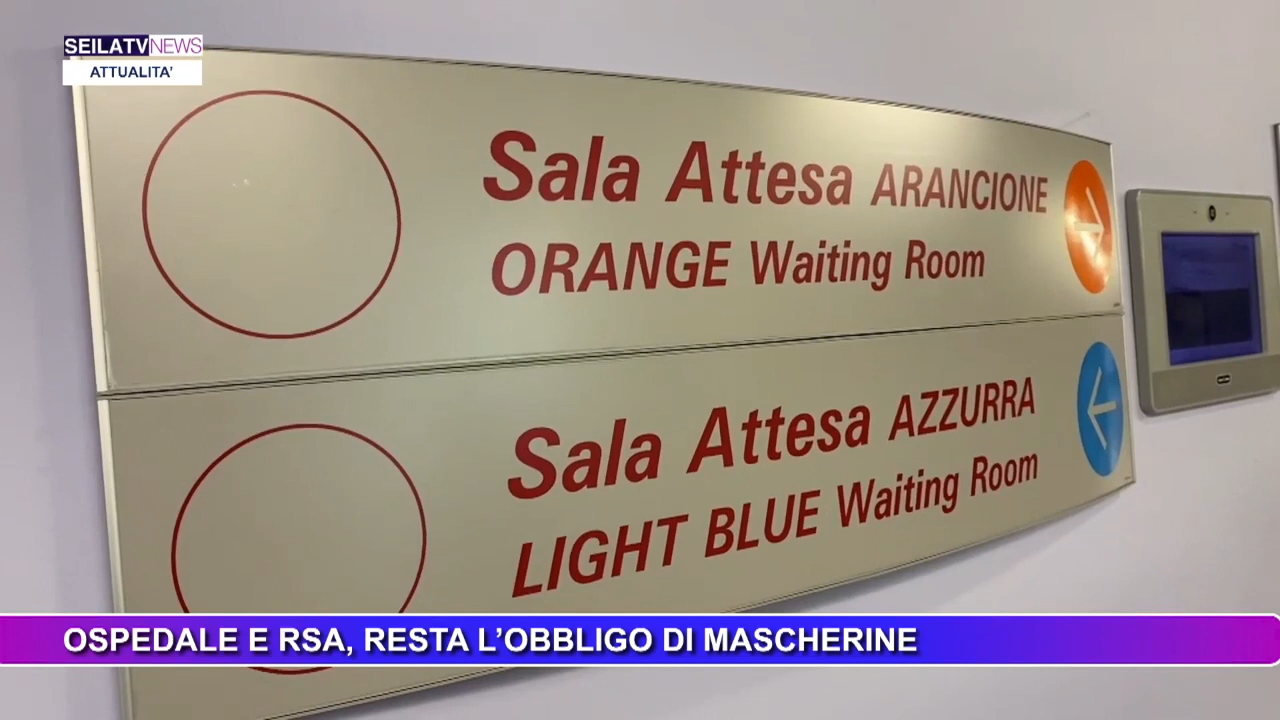 SEILATVNEWS
ATTUALITA’
Sala Attesa ARANCIONE
ORANGE Waiting Room
Sala Attesa AZZURRA
LIGHT BLUE Waiting Room
OSPEDALE E RSA, RESTA L’OBBLIGO DI MASCHERINE